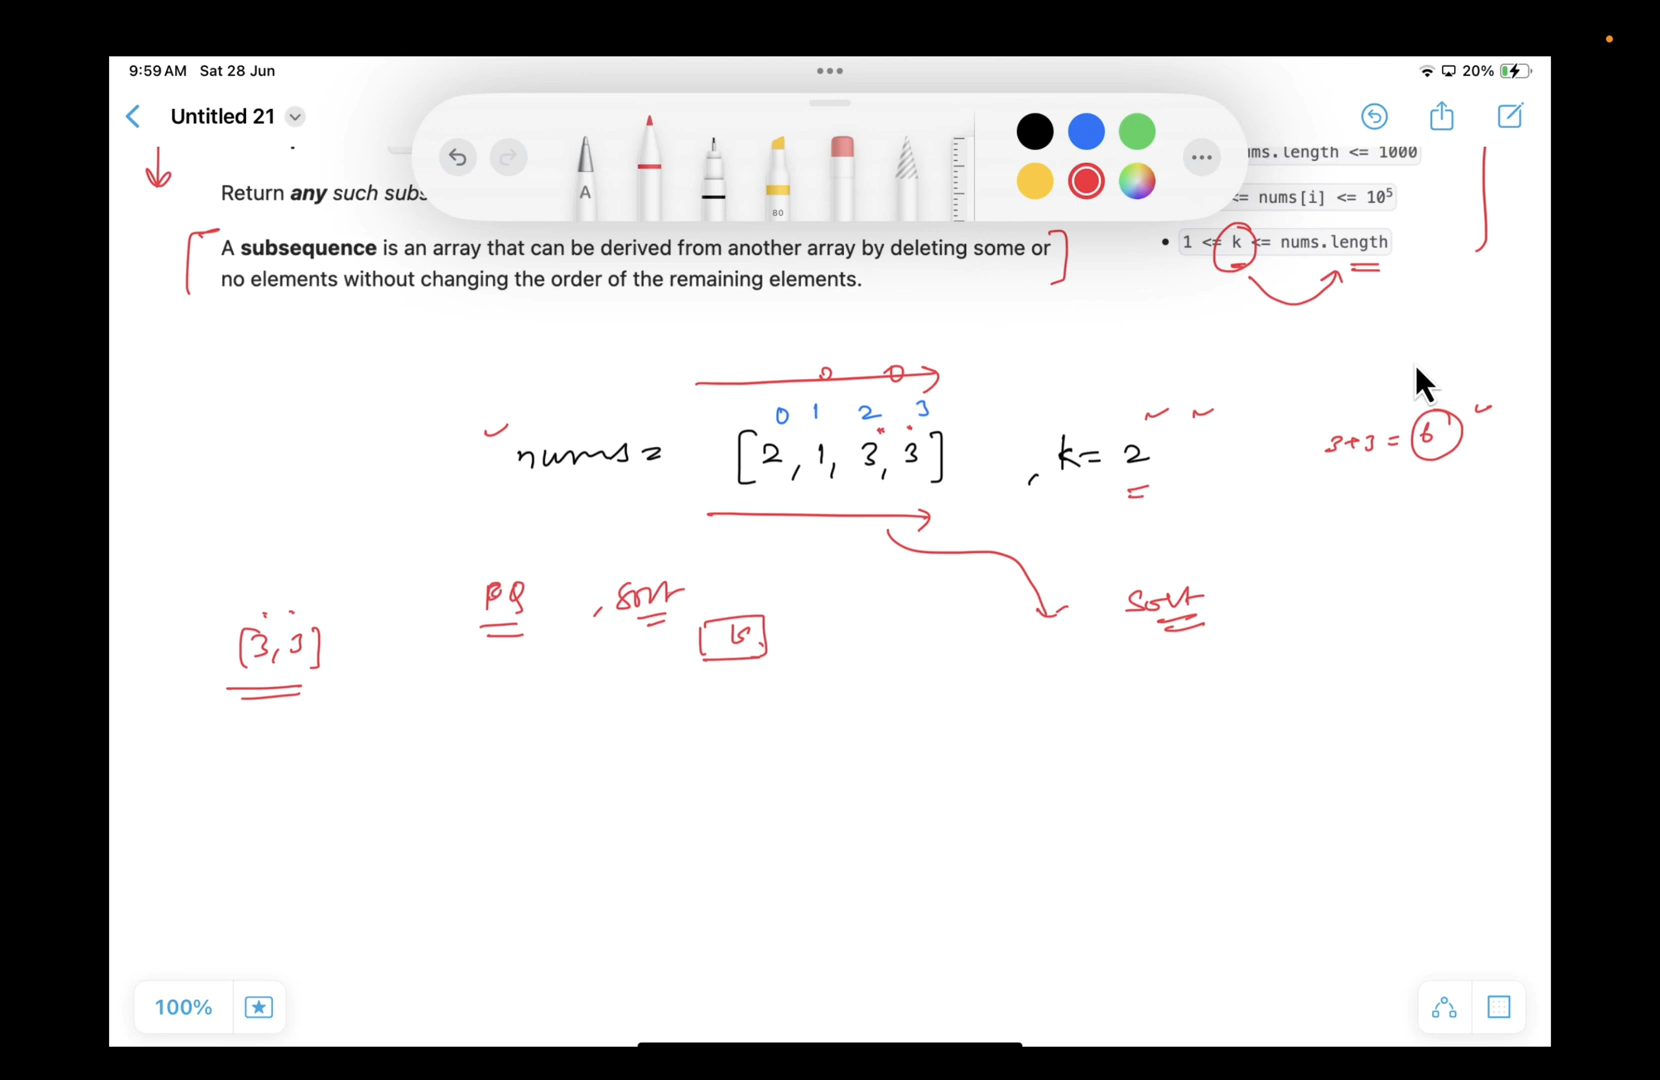 9:59 AM Sat 28 Jun
20%
Untitled 21
A
80
ms.length <= 1000
Return any such subs
<= nums[i] <= 10⁵
A subsequence is an array that can be derived from another array by deleting some or
no elements without changing the order of the remaining elements.
• 1 <= k <= nums.length
0 1 2 3
nums = [2, 1, 3, 3] , k = 2
3+3 = 6
PQ , Sort
Sort
[3, 3]
k
100%